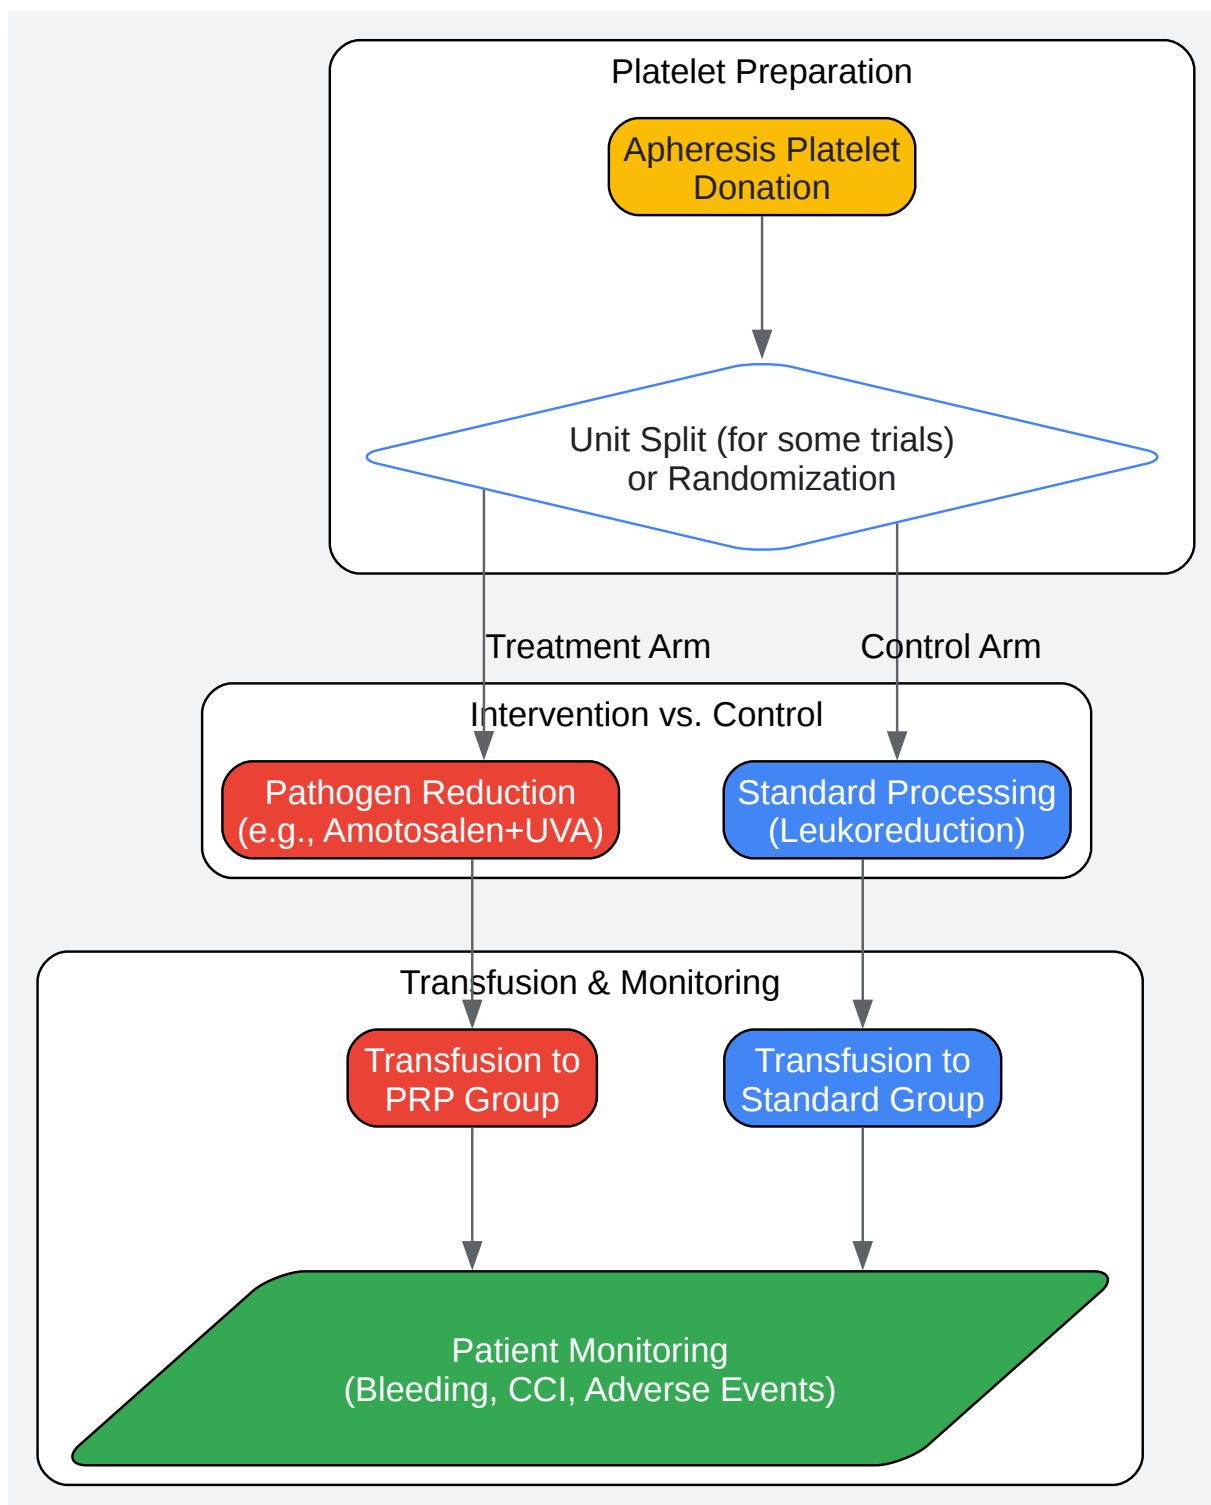 Platelet Preparation
Apheresis Platelet
Donation
Unit Split (for some trials)
or Randomization
Treatment Arm
Control Arm
Intervention vs. Control
Pathogen Reduction
(e.g., Amotosalen+UVA)
Standard Processing
(Leukoreduction)
Transfusion & Monitoring
Transfusion to
PRP Group
Transfusion to
Standard Group
Patient Monitoring
(Bleeding, CCI, Adverse Events)